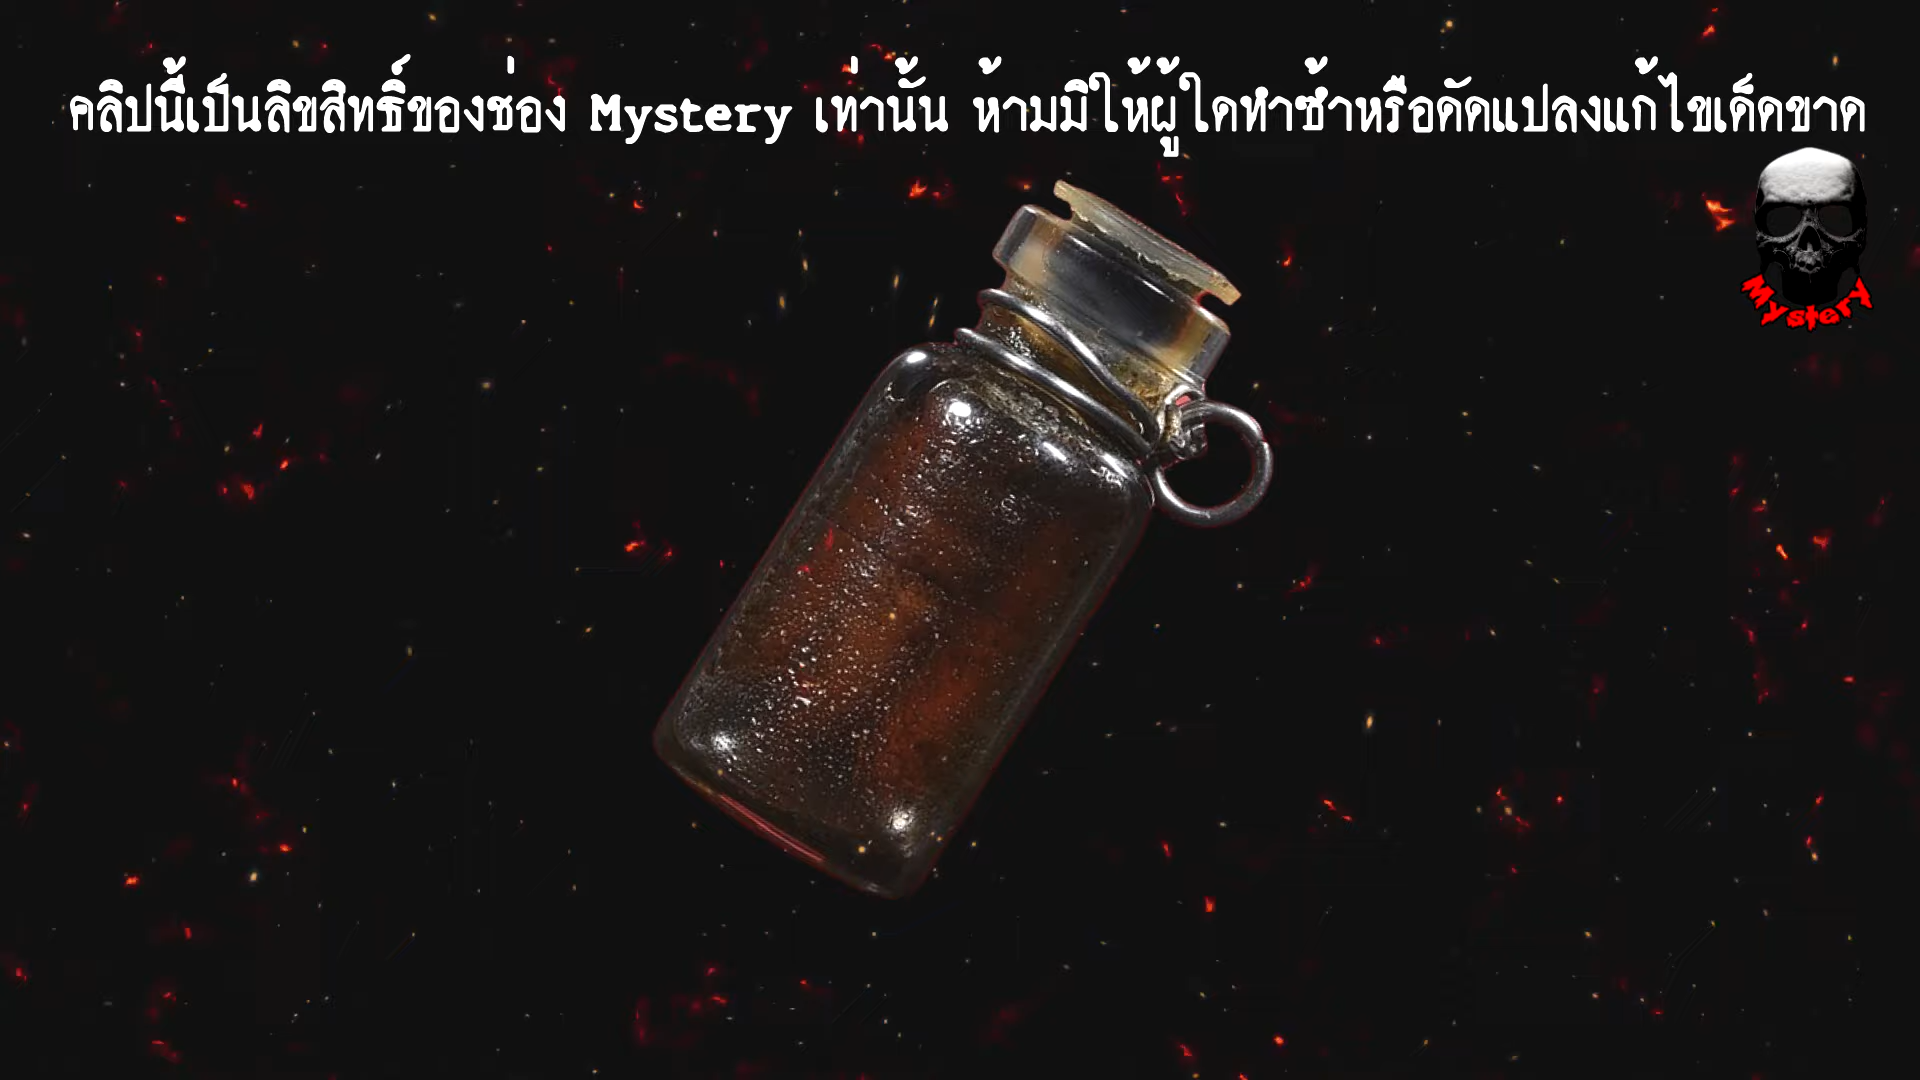 คลิปนี้เป็นลิขสิทธิ์ของช่อง Mystery เท่านั้น ห้ามมิให้ผู้ใดทำซ้ำหรือดัดแปลงแก้ไขเด็ดขาด
Mystery